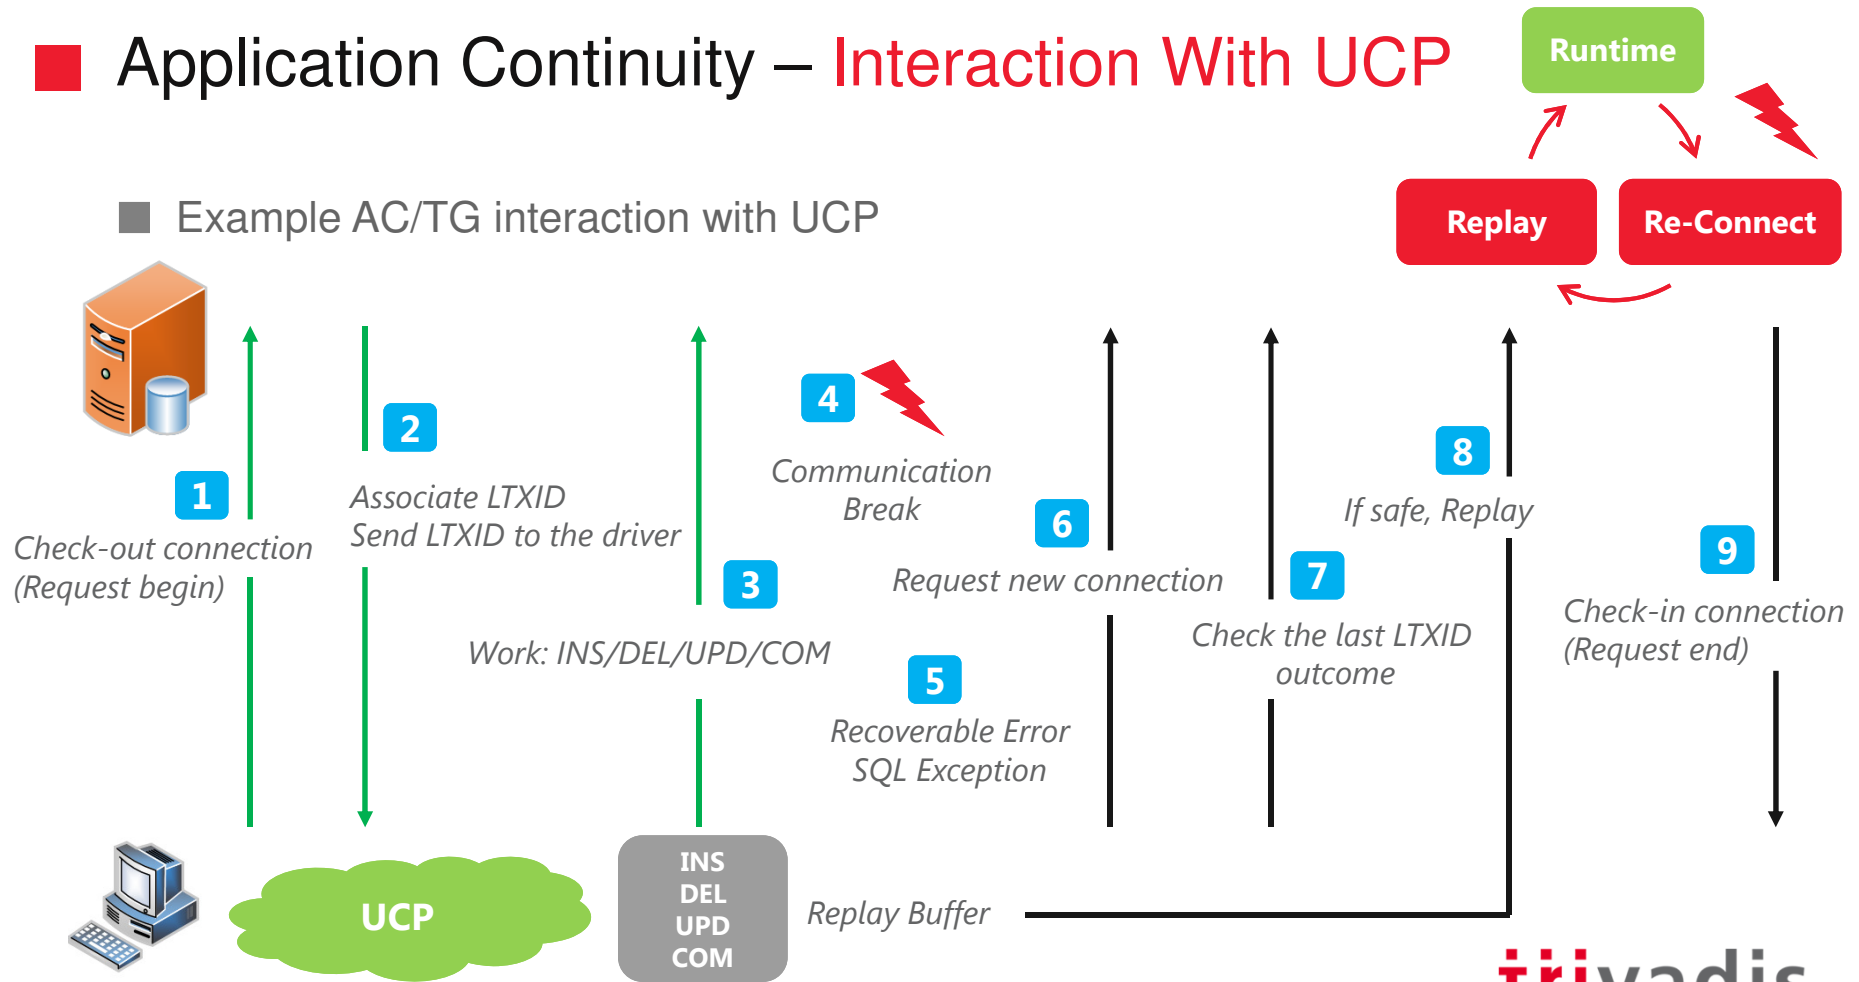 Application Continuity – Interaction With UCP
Runtime
Replay
Re-Connect
Example AC/TG interaction with UCP
1
Check-out connection
(Request begin)
2
Associate LTXID
Send LTXID to the driver
3
Work: INS/DEL/UPD/COM
4
Communication
Break
5
Recoverable Error
SQL Exception
6
Request new connection
7
Check the last LTXID
outcome
8
If safe, Replay
9
Check-in connection
(Request end)
UCP
INS
DEL
UPD
COM
Replay Buffer
trivadis